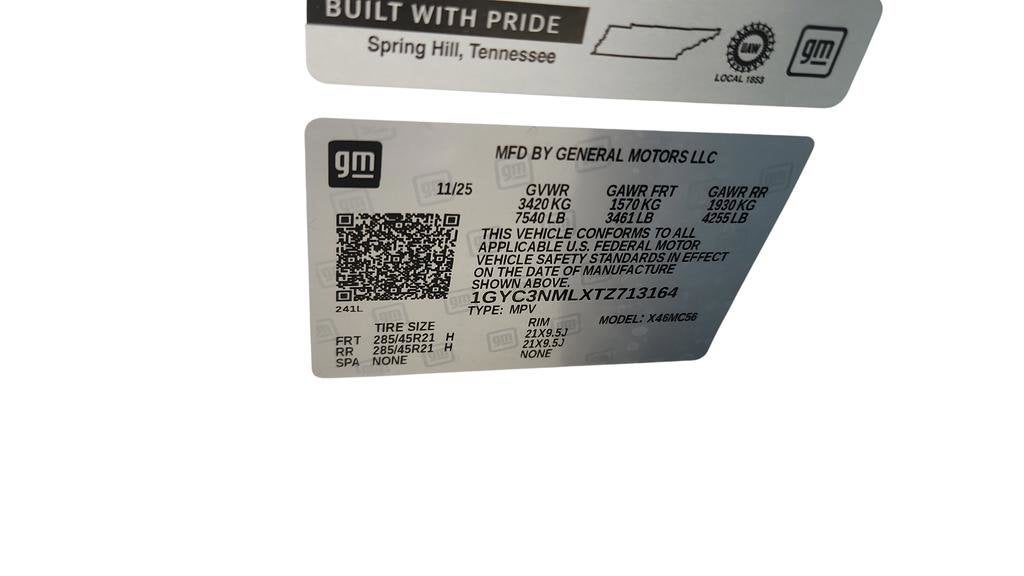 BUILT WITH PRIDE
Spring Hill, Tennessee
UAW
LOCAL 1853
gm
gm
MFD BY GENERAL MOTORS LLC
11/25 GVWR GAWR FRT GAWR RR
3420 KG 1570 KG 1930 KG
7540 LB 3461 LB 4255 LB
THIS VEHICLE CONFORMS TO ALL
APPLICABLE U.S. FEDERAL MOTOR
VEHICLE SAFETY STANDARDS IN EFFECT
ON THE DATE OF MANUFACTURE
SHOWN ABOVE.
1GYC3NMLXTZ713164
TYPE: MPV MODEL: X46MC56
241L
TIRE SIZE RIM
FRT 285/45R21 H 21X9.5J
RR 285/45R21 H 21X9.5J
SPA NONE NONE